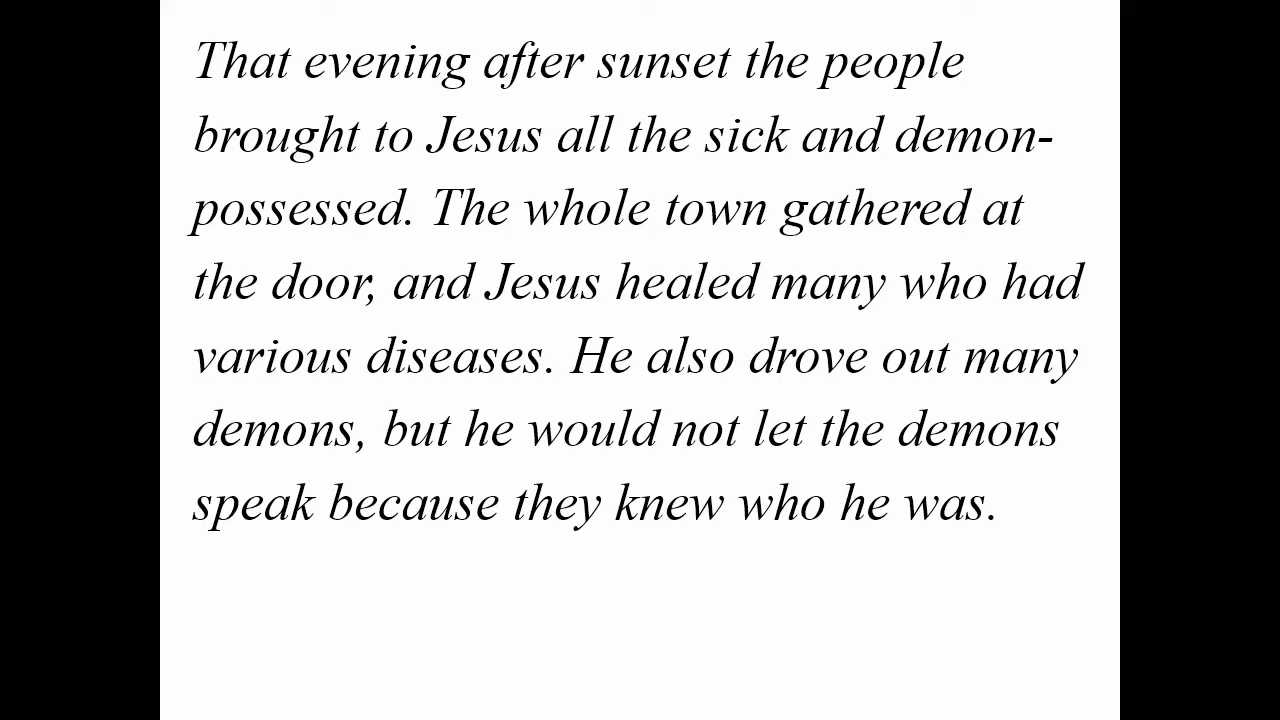 That evening after sunset the people
brought to Jesus all the sick and demon-
possessed. The whole town gathered at
the door, and Jesus healed many who had
various diseases. He also drove out many
demons, but he would not let the demons
speak because they knew who he was.